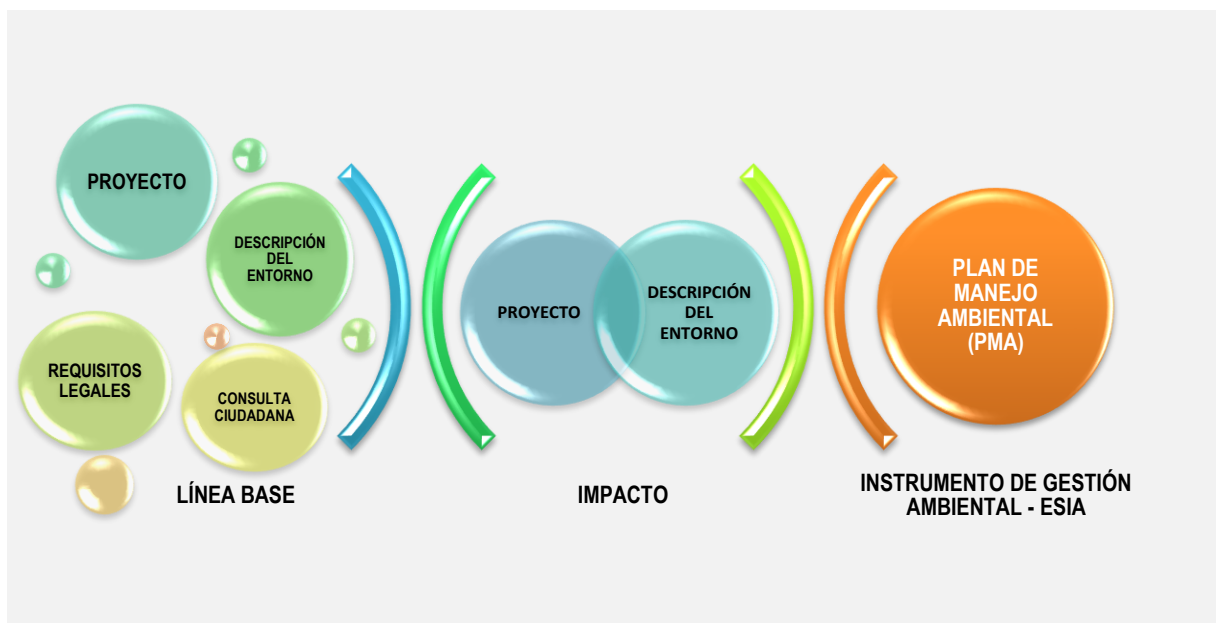 PROYECTO
DESCRIPCIÓN
DEL
ENTORNO
REQUISITOS
LEGALES
CONSULTA
CIUDADANA
LÍNEA BASE
PROYECTO
DESCRIPCIÓN
DEL
ENTORNO
IMPACTO
PLAN DE
MANEJO
AMBIENTAL
(PMA)
INSTRUMENTO DE GESTIÓN
AMBIENTAL - ESIA